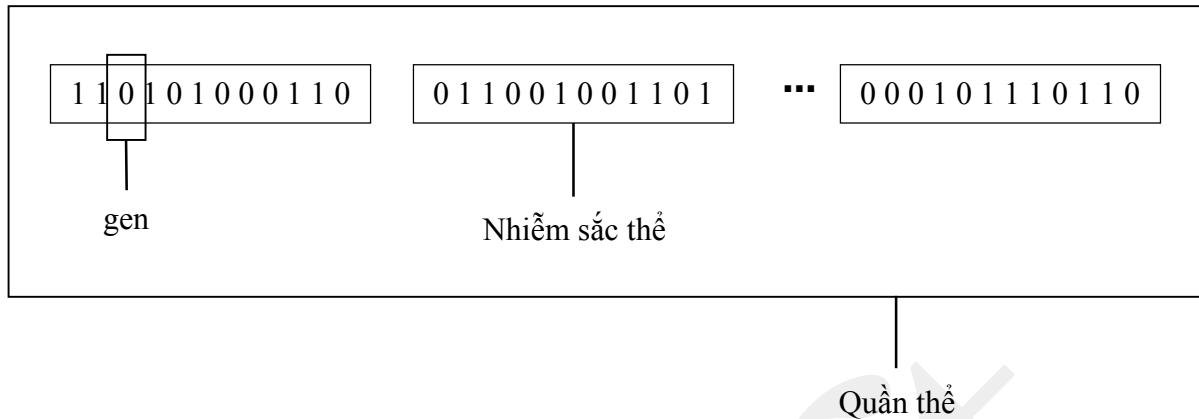 1 1 0 1 0 1 0 0 0 1 1 0
0 1 1 0 0 1 0 0 1 1 0 1
...
0 0 0 1 0 1 1 1 0 1 1 0
gen
Nhiễm sắc thể
Quần thể